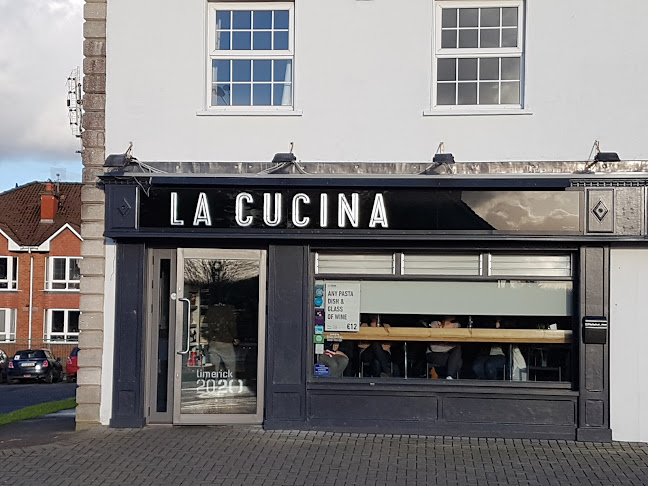 LA CUCINA
ANY PASTA
DISH &
GLASS
OF WINE
€12
limerick
2020